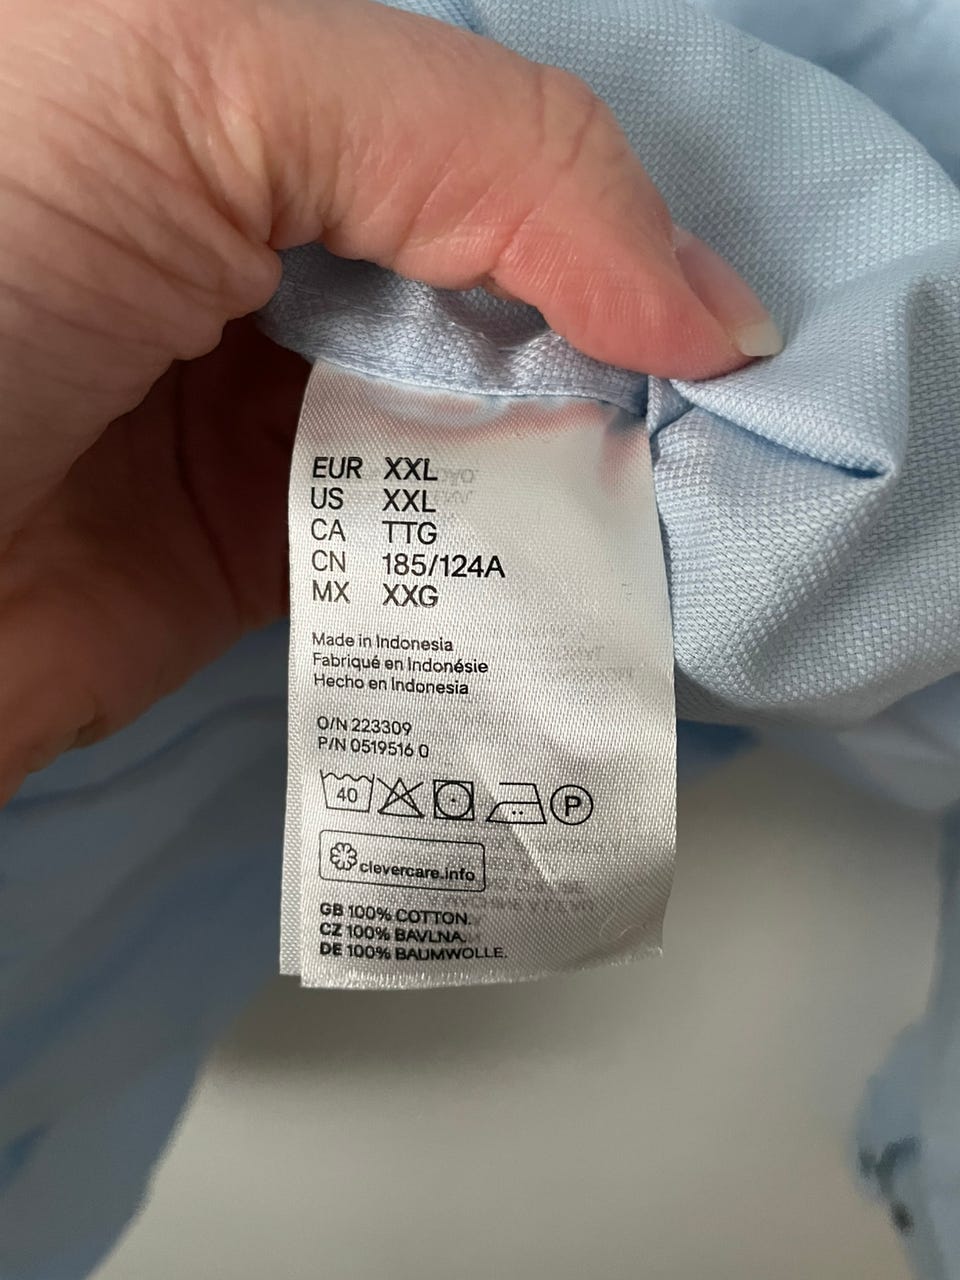 EUR XXL
US XXL
CA TTG
CN 185/124A
MX XXG
Made in Indonesia
Fabriqué en Indonésie
Hecho en Indonesia
O/N 223309
P/N 0519516 0
40
P
clevercare.info
GB 100% COTTON.
CZ 100% BAVLNA.
DE 100% BAUMWOLLE.